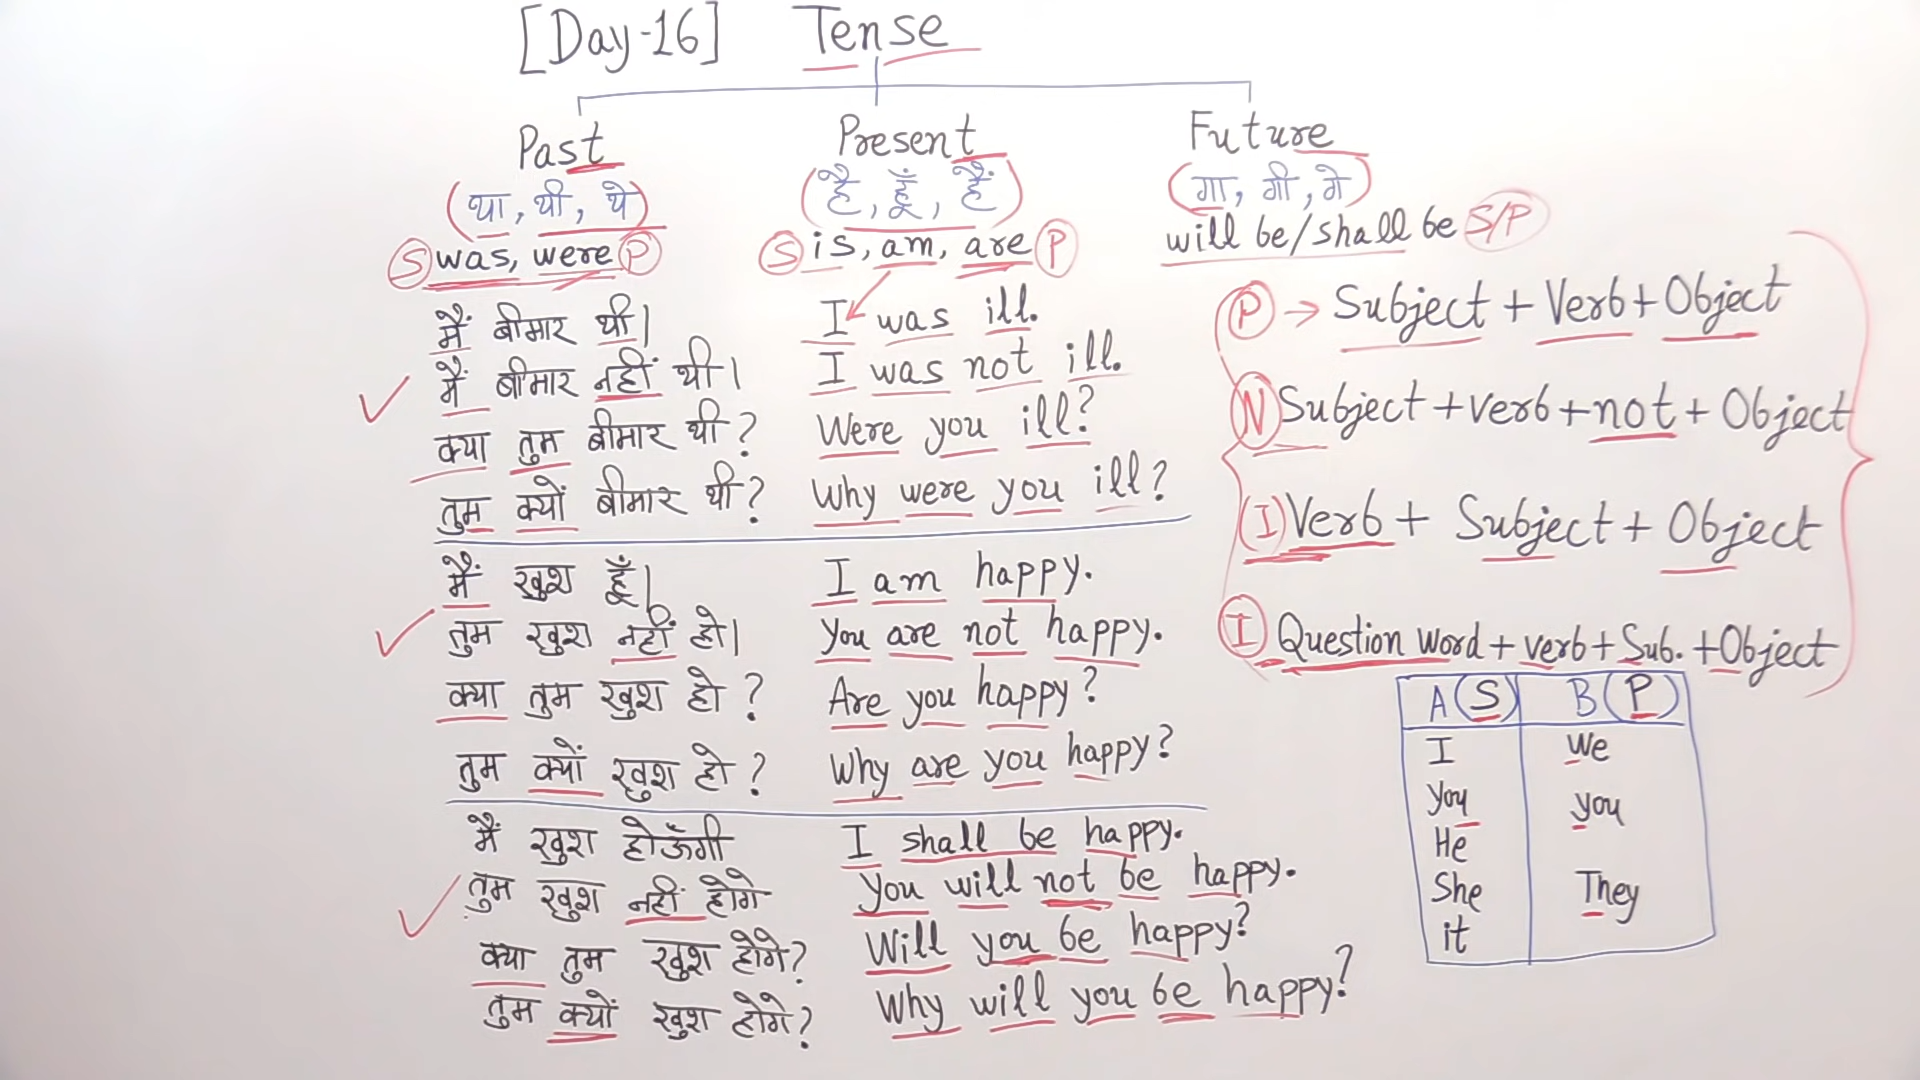 [Day-16] Tense
Past Present Future
(था, थी, थे) (है, हूँ, हैं) (गा, गी, गे)
S was, were P S is, am, are P will be/shall be S/P
मैं बीमार थी। I was ill.
मैं बीमार नहीं थी। I was not ill.
क्या तुम बीमार थी? Were you ill?
तुम क्यों बीमार थी? Why were you ill?
मैं खुश हूँ। I am happy.
तुम खुश नहीं हो। You are not happy.
क्या तुम खुश हो? Are you happy?
तुम क्यों खुश हो? Why are you happy?
मैं खुश होऊँगी I shall be happy.
तुम खुश नहीं होगे You will not be happy.
क्या तुम खुश होगे? Will you be happy?
तुम क्यों खुश होगे? Why will you be happy?
P → Subject + Verb + Object
N Subject + verb + not + Object
(I) Verb + Subject + Object
I Question word + verb + Sub. + Object
A (S) B (P)
I We
you you
He
She They
it